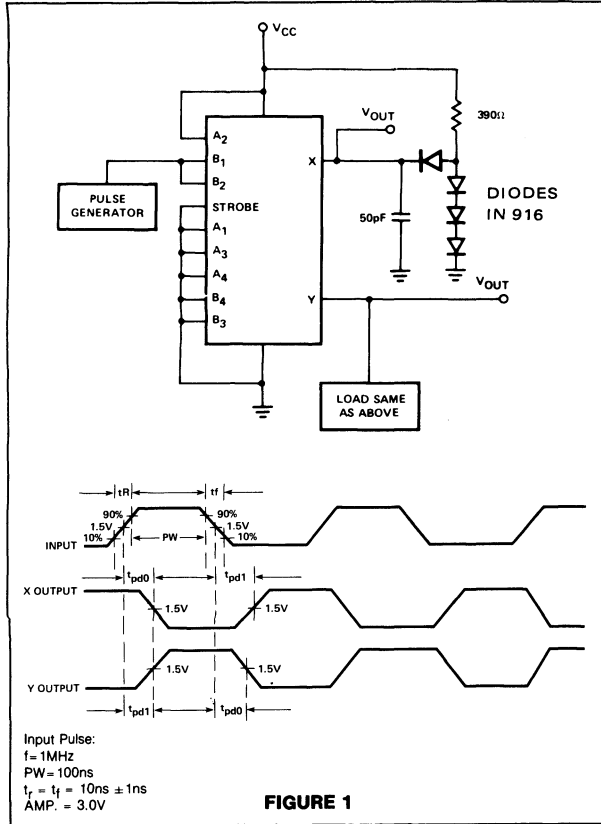 VCC
A2
B1
B2
STROBE
A1
A3
A4
B4
B3
X
Y
PULSE
GENERATOR
VOUT
390Ω
50pF
DIODES
IN 916
VOUT
LOAD SAME
AS ABOVE
tR
tf
90%
90%
1.5V
1.5V
10%
PW
10%
INPUT
tpd0
tpd1
X OUTPUT
1.5V
1.5V
1.5V
1.5V
Y OUTPUT
tpd1
tpd0
Input Pulse:
f= 1MHz
PW= 100ns
tr = tf = 10ns ±1ns
AMP. = 3.0V
FIGURE 1